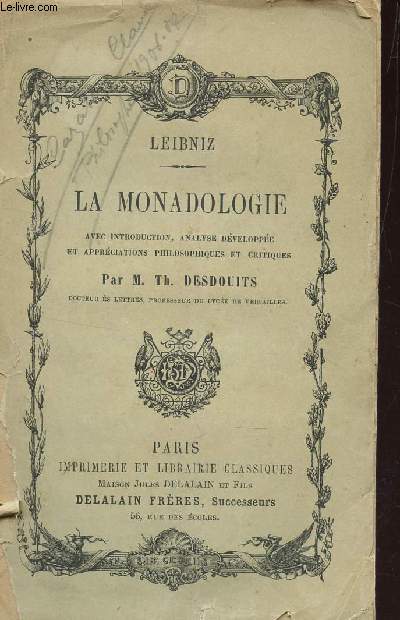 LEIBNIZ
LA MONADOLOGIE
AVEC INTRODUCTION, ANALYSE DÉVELOPPÉE
ET APPRÉCIATIONS PHILOSOPHIQUES ET CRITIQUES
Par M. Th. DESDOUITS
DOCTEUR ÈS LETTRES, PROFESSEUR DU LYCÉE DE VERSAILLES.
PARIS
IMPRIMERIE ET LIBRAIRIE CLASSIQUES
MAISON JULES DELALAIN ET FILS
DELALAIN FRÈRES, Successeurs
56, RUE DES ÉCOLES.
www.Le-livre.com